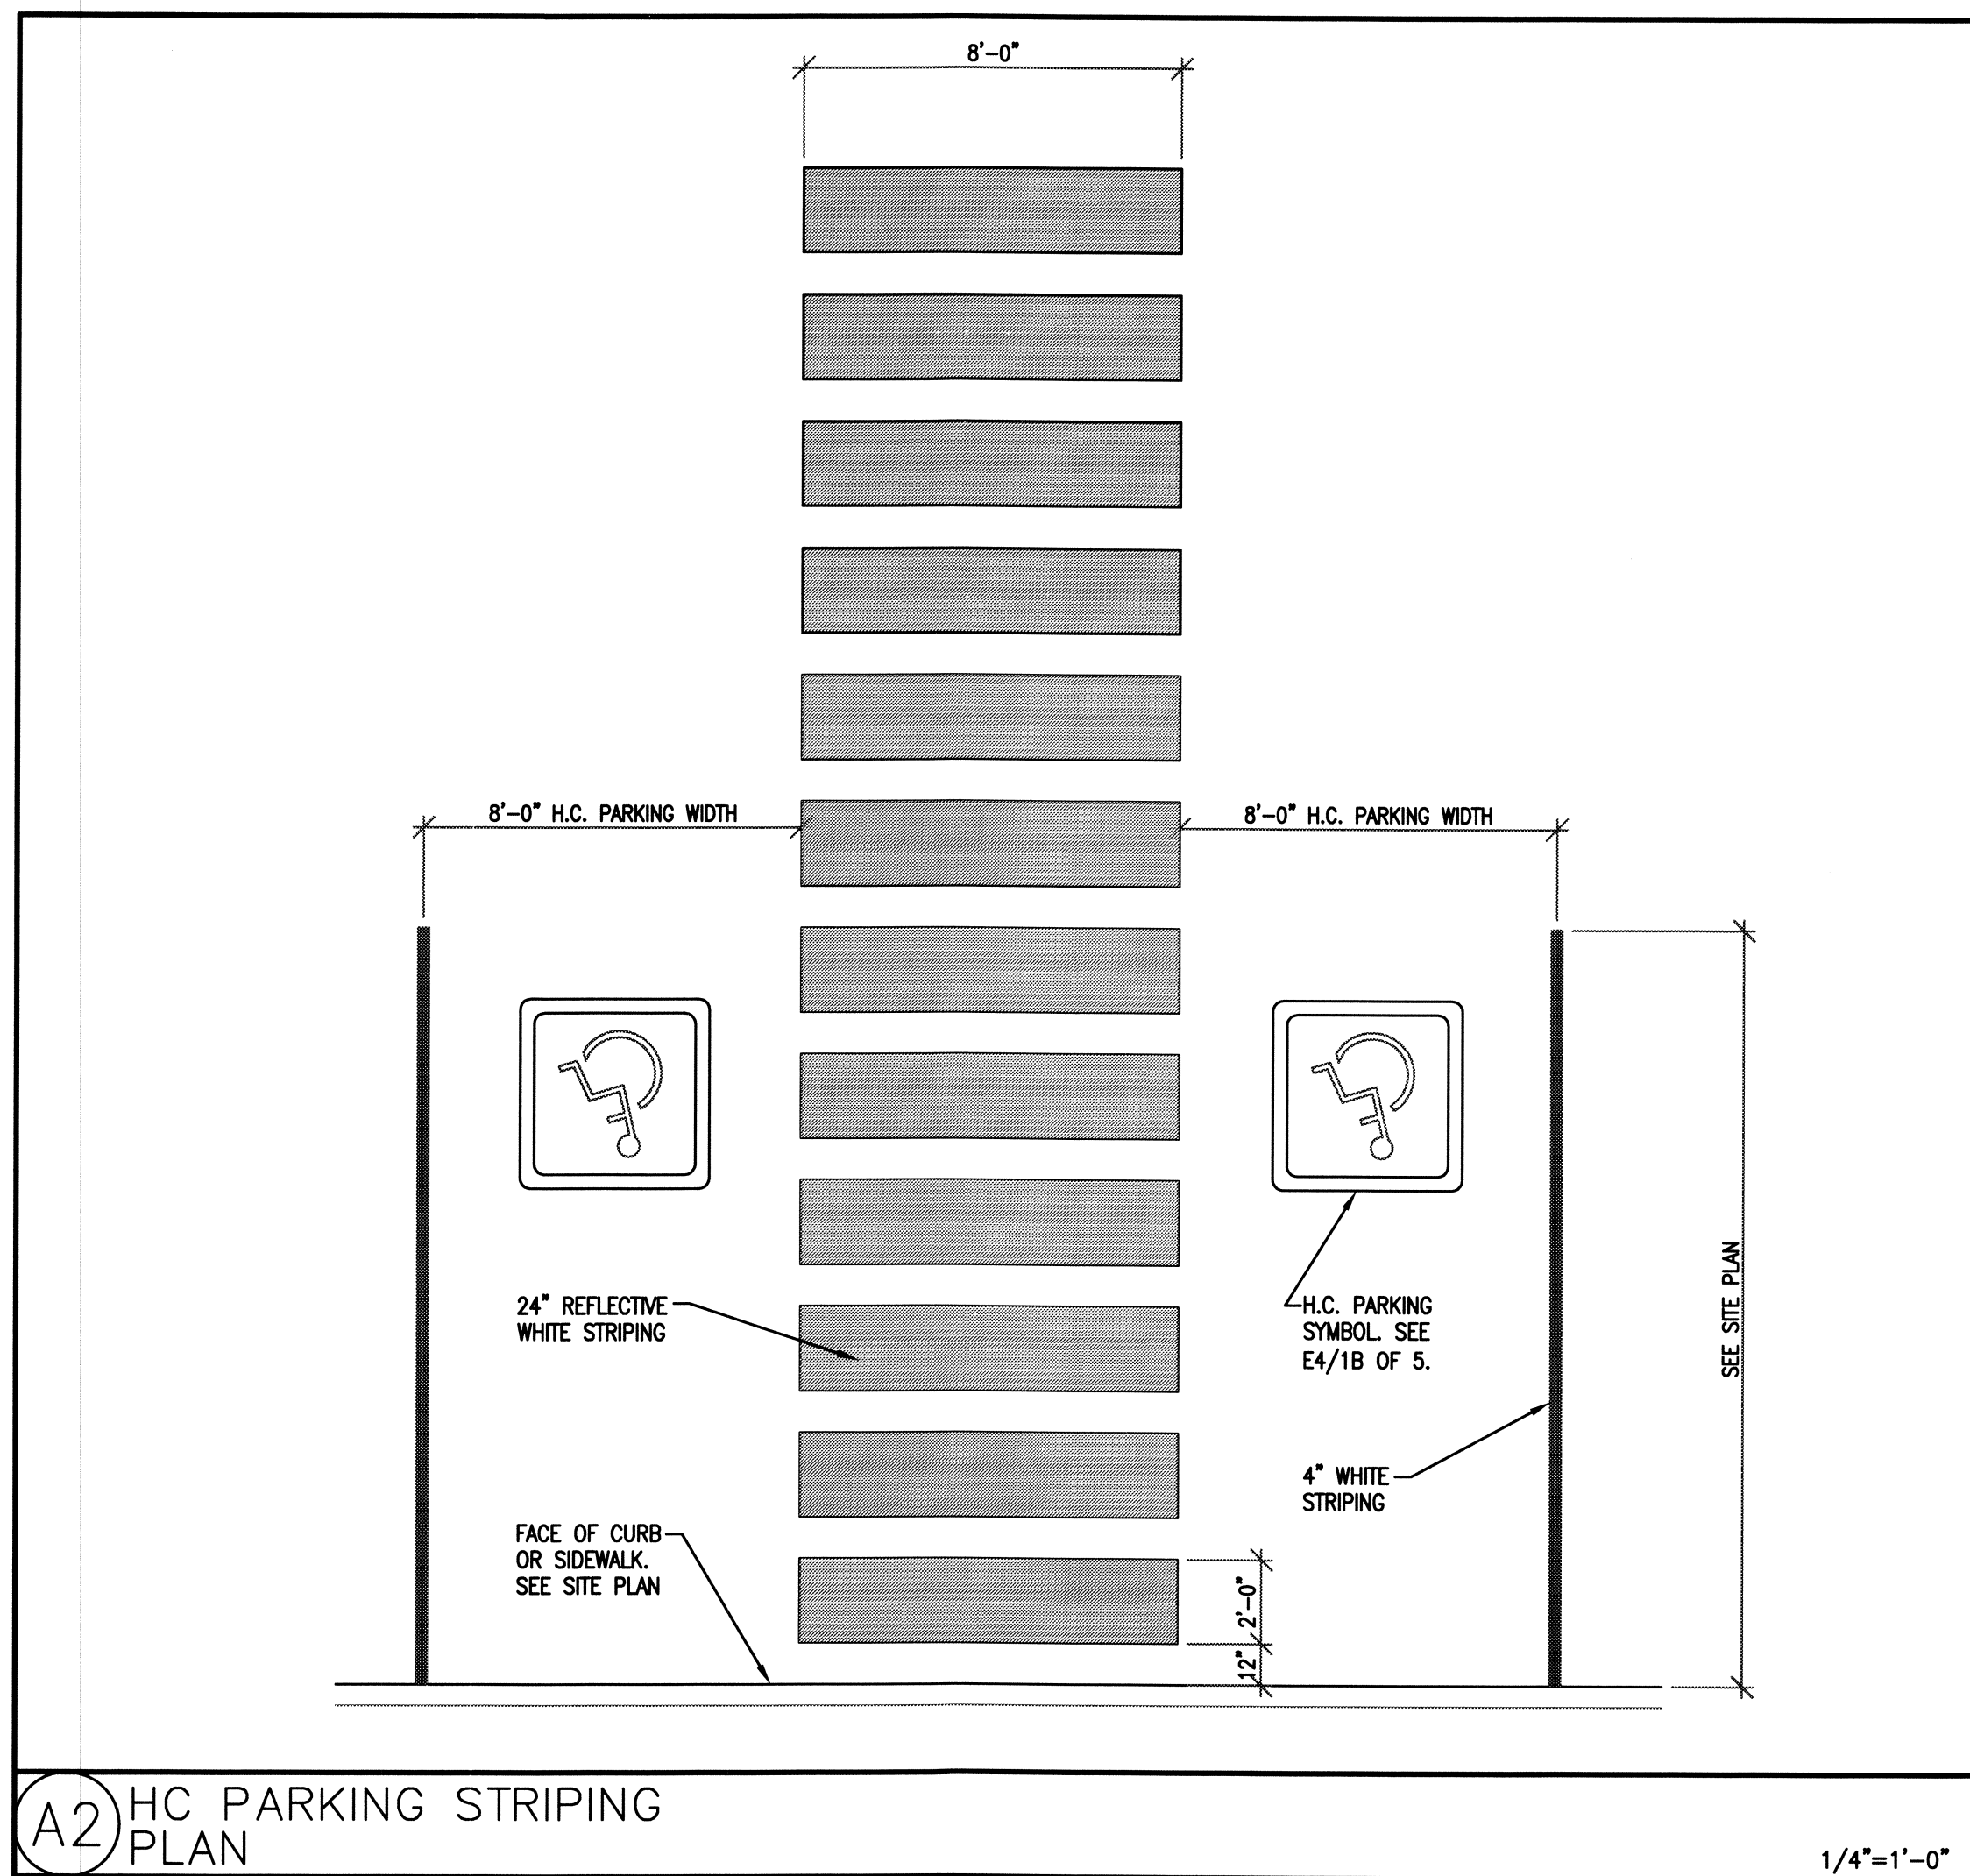 8'-0"
8'-0" H.C. PARKING WIDTH
8'-0" H.C. PARKING WIDTH
24" REFLECTIVE
WHITE STRIPING
H.C. PARKING
SYMBOL. SEE
E4/1B OF 5.
SEE SITE PLAN
4" WHITE
STRIPING
FACE OF CURB
OR SIDEWALK.
SEE SITE PLAN
2'-0"
12"
A2
HC PARKING STRIPING
PLAN
1/4"=1'-0"